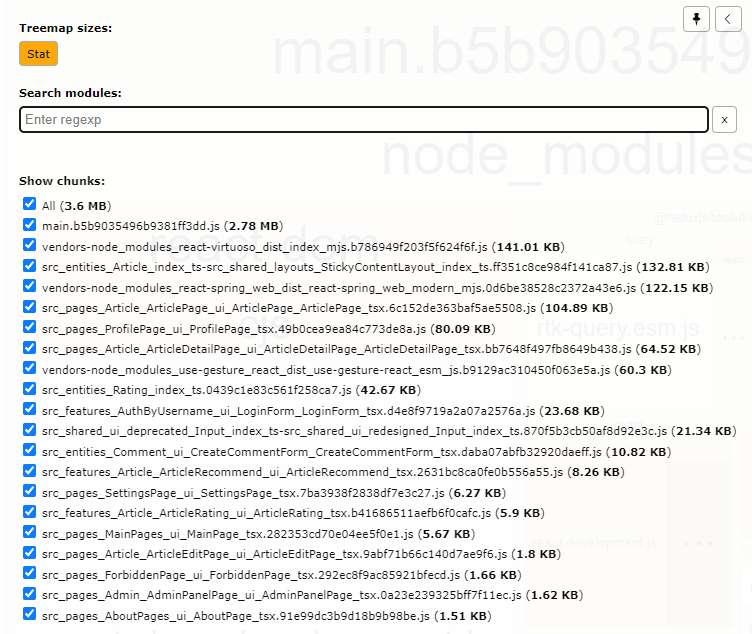 Treemap sizes:
Stat
main.b5b903549
Search modules:
Enter regexp
x
node_modules
Show chunks:
All (3.6 MB)
@reduxjs/toolkit/
main.b5b9035496b9381ff3dd.js (2.78 MB)
react-dom
query
vendors-node_modules_react-virtuoso_dist_index_mjs.b786949f203f5f624f6f.js (141.01 KB)
react
src_entities_Article_index_ts-src_shared_layouts_StickyContentLayout_index_ts.ff351c8ce984f141ca87.js (132.81 KB)
vendors-node_modules_react-spring_web_dist_react-spring_web_modern_mjs.0d6be38528c2372a43e6.js (122.15 KB)
src_pages_Article_ArticlePage_ui_ArticlePage_ArticlePage_tsx.6c152de363baf5ae5508.js (104.89 KB)
cjs
rtk-query.esm.js
...
src_pages_ProfilePage_ui_ProfilePage_tsx.49b0cea9ea84c773de8a.js (80.09 KB)
src_pages_Article_ArticleDetailPage_ui_ArticleDetailPage_ArticleDetailPage_tsx.bb7648f497fb8649b438.js (64.52 KB)
vendors-node_modules_use-gesture_react_dist_use-gesture-react_esm_js.b9129ac310450f063e5a.js (60.3 KB)
src_entities_Rating_index_ts.0439c1e83c561f258ca7.js (42.67 KB)
src_features_AuthByUsername_ui_LoginForm_LoginForm_tsx.d4e8f9719a2a07a2576a.js (23.68 KB)
src_shared_ui_deprecated_Input_index_ts-src_shared_ui_redesigned_Input_index_ts.870f5b3cb50af8d92e3c.js (21.34 KB)
src_entities_Comment_ui_CreateCommentForm_CreateCommentForm_tsx.daba07abfb32920daeff.js (10.82 KB)
src_features_Article_ArticleRecommend_ui_ArticleRecommend_tsx.2631bc8ca0fe0b556a55.js (8.26 KB)
src_pages_SettingsPage_ui_SettingsPage_tsx.7ba3938f2838df7e3c27.js (6.27 KB)
src_features_Article_ArticleRating_ui_ArticleRating_tsx.b41686511aefb6f0cafc.js (5.9 KB)
src_pages_MainPages_ui_MainPage_tsx.282353cd70e04ee5f0e1.js (5.67 KB)
react.development.js
...
src_pages_Article_ArticleEditPage_ui_ArticleEditPage_tsx.9abf71b66c140d7ae9f6.js (1.8 KB)
src_pages_ForbiddenPage_ui_ForbiddenPage_tsx.292ec8f9ac85921bfecd.js (1.66 KB)
src_pages_Admin_AdminPanelPage_ui_AdminPanelPage_tsx.0a23e239325bff7f11ec.js (1.62 KB)
src_pages_AboutPages_ui_AboutPage_tsx.91e99dc3b9d18b9b98be.js (1.51 KB)